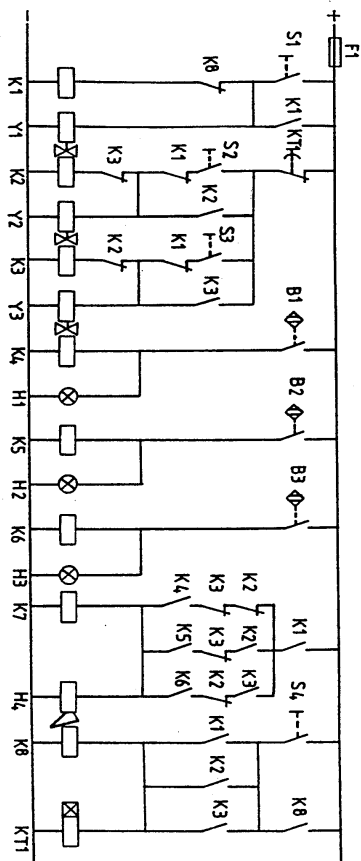 F1
+
S1 K1 KT1 B1 B2 B3 K1 S4 K8
K2 K2 K3
S2 S3
K8 K2 K3 K3 K3 K2 K1 K2 K3
K1 K1 K4 K5 K6
K3 K2
-
K1 Y1 K2 Y2 K3 Y3 K4 H1 K5 H2 K6 H3 K7 H4 K8 KT1